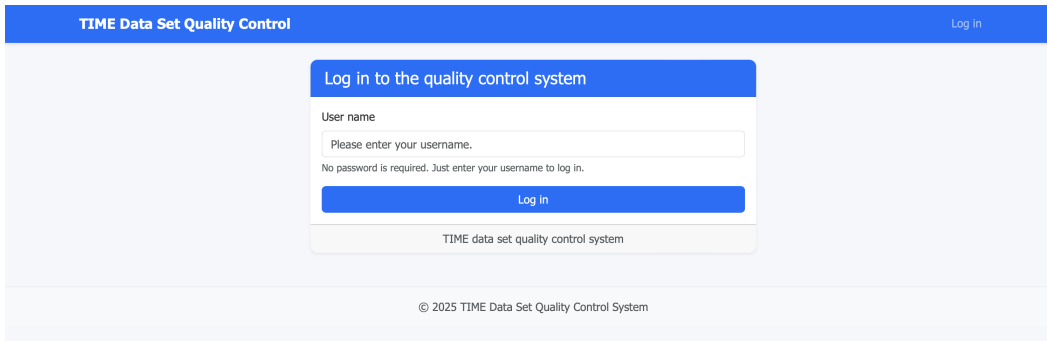 TIME Data Set Quality Control
Log in
Log in to the quality control system
User name
Please enter your username.
No password is required. Just enter your username to log in.
Log in
TIME data set quality control system
© 2025 TIME Data Set Quality Control System